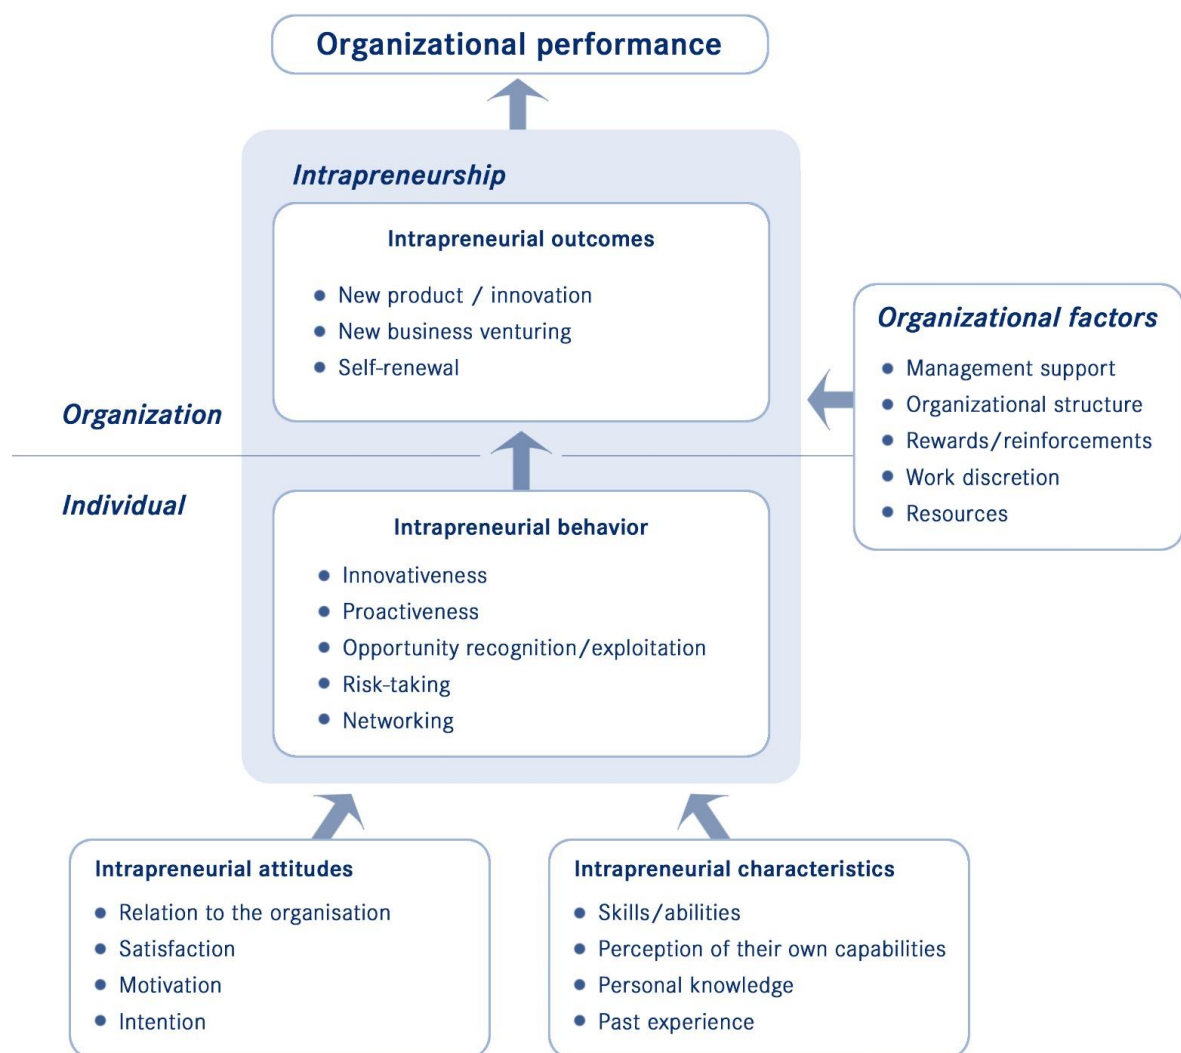 Organizational performance
Intrapreneurship
Intrapreneurial outcomes
New product / innovation
New business venturing
Self-renewal
Organizational factors
Management support
Organizational structure
Rewards/reinforcements
Work discretion
Resources
Organization
Individual
Intrapreneurial behavior
Innovativeness
Proactiveness
Opportunity recognition/exploitation
Risk-taking
Networking
Intrapreneurial attitudes
Relation to the organisation
Satisfaction
Motivation
Intention
Intrapreneurial characteristics
Skills/abilities
Perception of their own capabilities
Personal knowledge
Past experience